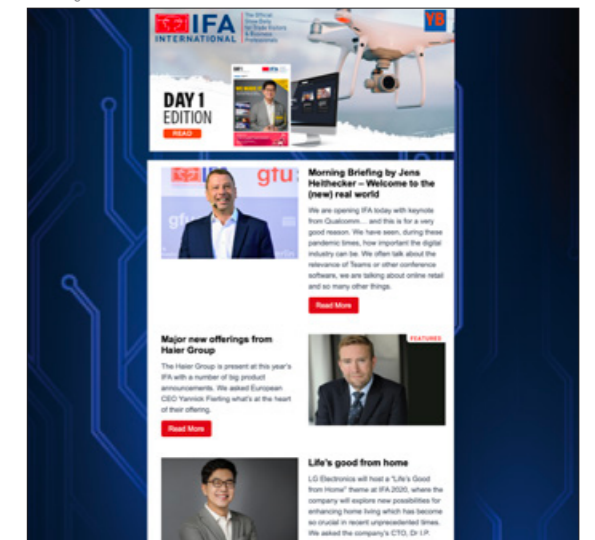 IFA
INTERNATIONAL
The Official
Show Daily
for Trade Visitors
& Business
Professionals
YB
DAY 1
EDITION
READ
IFA gfu:
gfu
Morning Briefing by Jens
Heithecker – Welcome to the
(new) real world
We are opening IFA today with keynote
from Qualcomm… and this is for a very
good reason. We have seen, during these
pandemic times, how important the digital
industry can be. We often talk about the
relevance of Teams or other conference
software, we are talking about online retail
and so many other things.
Read More
Major new offerings from
Haier Group
The Haier Group is present at this year's
IFA with a number of big product
announcements. We asked European
CEO Yannick Fierling what's at the heart
of their offering.
Read More
FEATURED
Life's good from home
LG Electronics will host a "Life's Good
from Home" theme at IFA 2020, where the
company will explore new possibilities for
enhancing home living which has become
so crucial in recent unprecedented times.
We asked the company's CTO, Dr I.P.